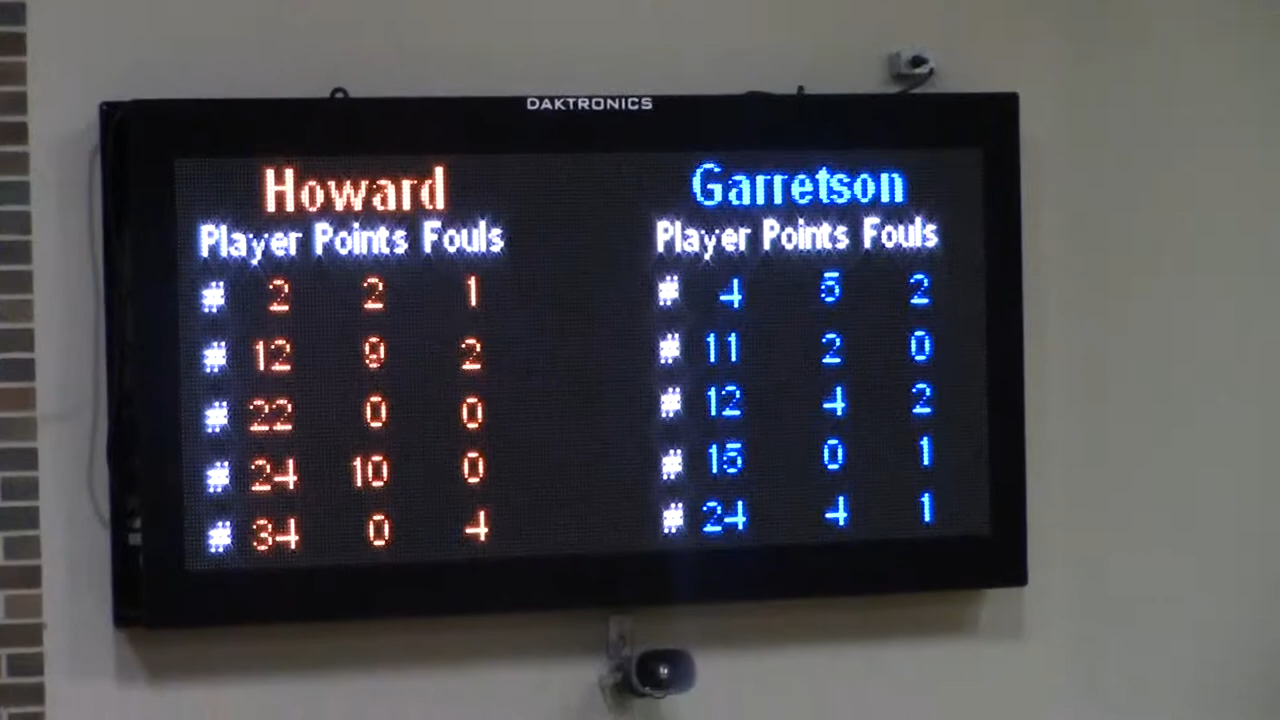 DAKTRONICS
Howard Garretson
Player Points Fouls Player Points Fouls
# 2 2 1 # 4 5 2
# 12 9 2 # 11 2 0
# 22 0 0 # 12 4 2
# 24 10 0 # 15 0 1
# 34 0 4 # 24 4 1